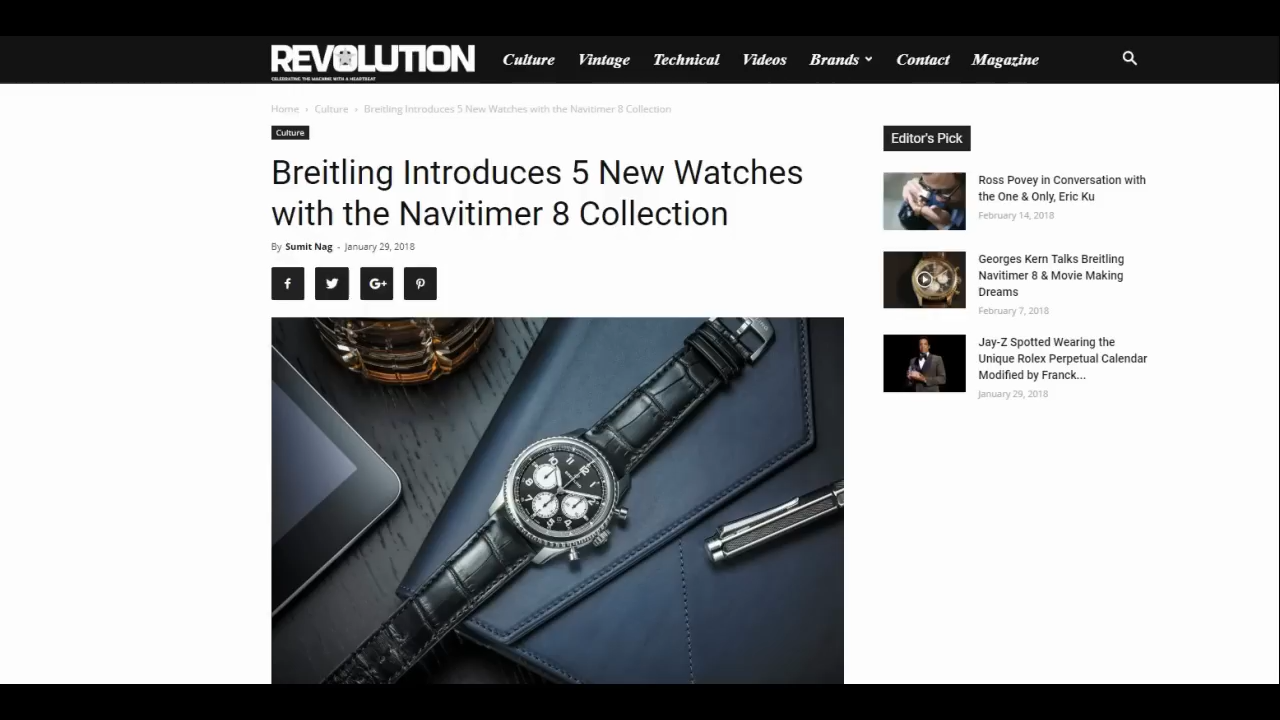 REVOLUTION
CELEBRATING THE MACHINE WITH A HEARTBEAT
Culture Vintage Technical Videos Brands Contact Magazine
Home › Culture › Breitling Introduces 5 New Watches with the Navitimer 8 Collection
Culture
Breitling Introduces 5 New Watches
with the Navitimer 8 Collection
By Sumit Nag - January 29, 2018
Editor's Pick
Ross Povey in Conversation with
the One & Only, Eric Ku
February 14, 2018
Georges Kern Talks Breitling
Navitimer 8 & Movie Making
Dreams
February 7, 2018
Jay-Z Spotted Wearing the
Unique Rolex Perpetual Calendar
Modified by Franck...
January 29, 2018